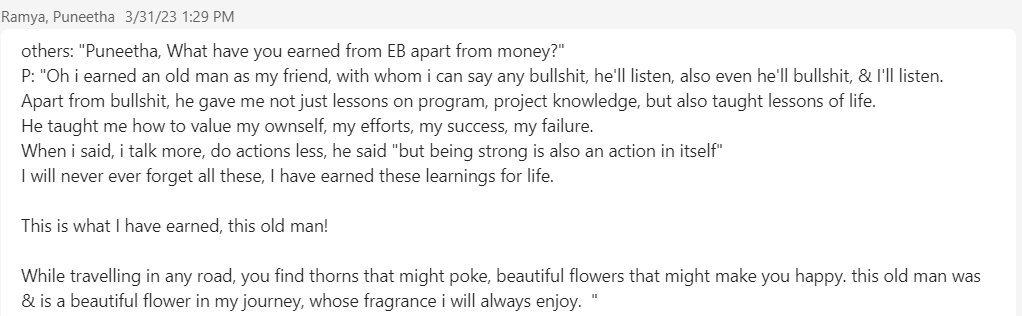 Ramya, Puneetha 3/31/23 1:29 PM
others: "Puneetha, What have you earned from EB apart from money?"
P: "Oh i earned an old man as my friend, with whom i can say any bullshit, he'll listen, also even he'll bullshit, & I'll listen.
Apart from bullshit, he gave me not just lessons on program, project knowledge, but also taught lessons of life.
He taught me how to value my ownself, my efforts, my success, my failure.
When i said, i talk more, do actions less, he said "but being strong is also an action in itself"
I will never ever forget all these, I have earned these learnings for life.
This is what I have earned, this old man!
While travelling in any road, you find thorns that might poke, beautiful flowers that might make you happy. this old man was
& is a beautiful flower in my journey, whose fragrance i will always enjoy. "